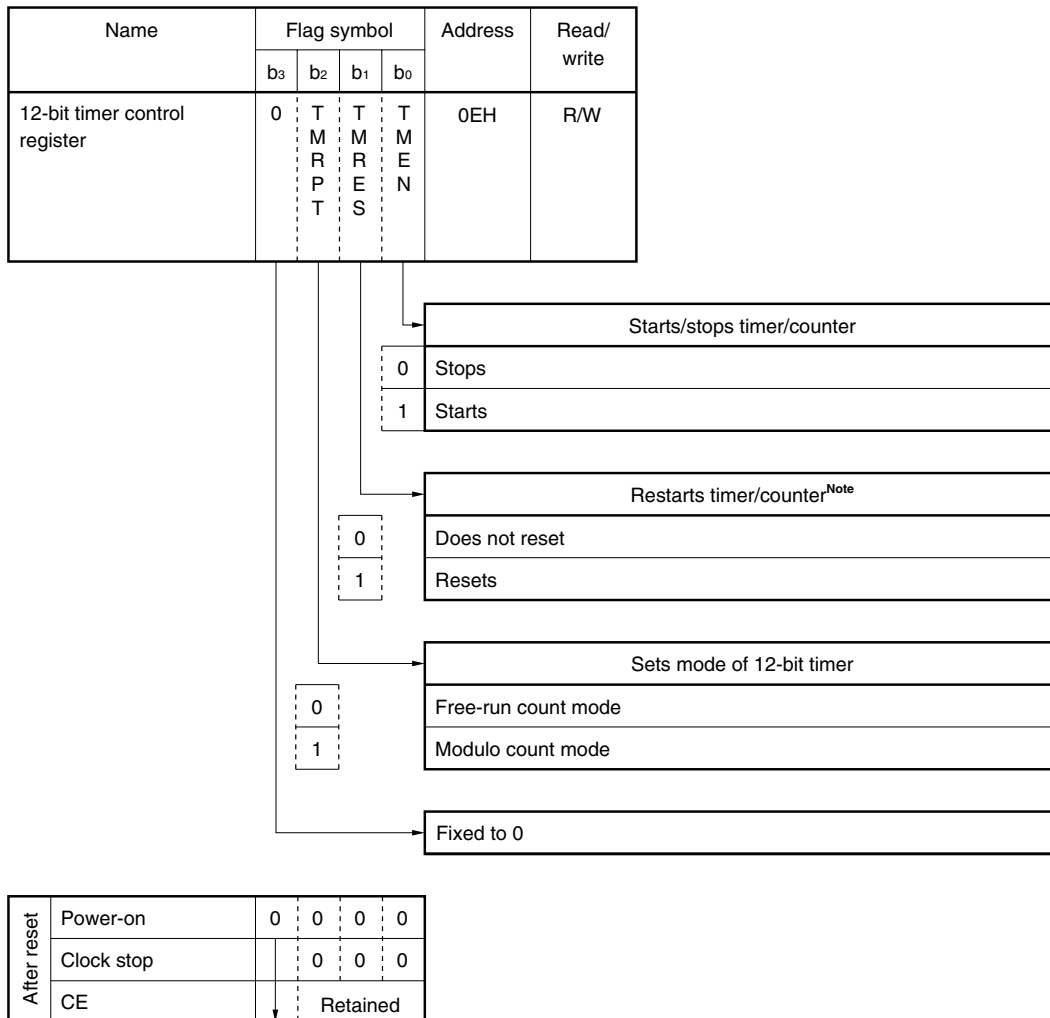 Name Flag symbol Address Read/
write
b3 b2 b1 b0
12-bit timer control
register
0 TMRPT TMRES TMEN 0EH R/W
Starts/stops timer/counter
0 Stops
1 Starts
Restarts timer/counterNote
0 Does not reset
1 Resets
Sets mode of 12-bit timer
0 Free-run count mode
1 Modulo count mode
Fixed to 0
After reset
Power-on 0 0 0 0
Clock stop 0 0 0
CE Retained